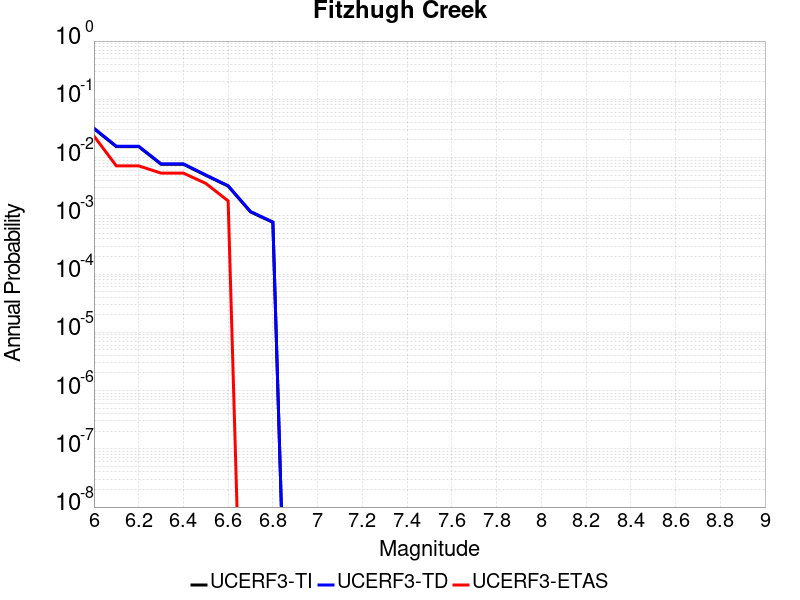 Fitzhugh Creek
10^0
10^-1
10^-2
10^-3
10^-4
10^-5
10^-6
10^-7
10^-8
Annual Probability
6 6.2 6.4 6.6 6.8 7 7.2 7.4 7.6 7.8 8 8.2 8.4 8.6 8.8 9
Magnitude
UCERF3-TI UCERF3-TD UCERF3-ETAS